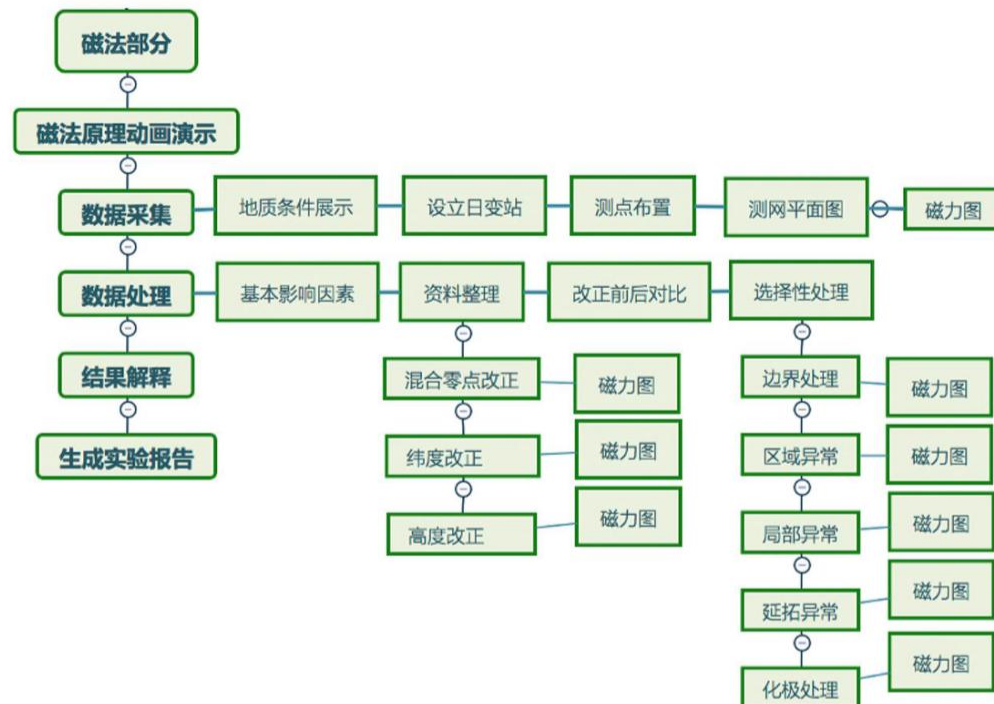 磁法部分
磁法原理动画演示
数据采集
地质条件展示
设立日变站
测点布置
测网平面图
磁力图
数据处理
基本影响因素
资料整理
改正前后对比
选择性处理
结果解释
混合零点改正
磁力图
边界处理
磁力图
生成实验报告
纬度改正
磁力图
区域异常
磁力图
高度改正
磁力图
局部异常
磁力图
延拓异常
磁力图
化极处理
磁力图